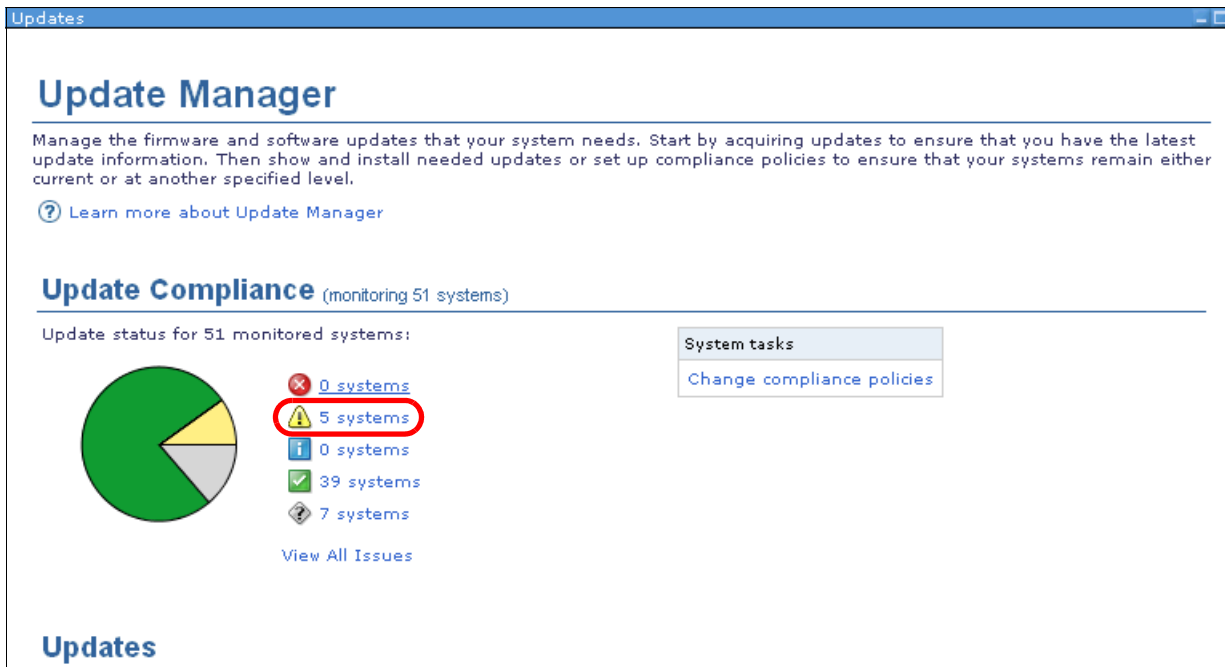 Updates
Update Manager
Manage the firmware and software updates that your system needs. Start by acquiring updates to ensure that you have the latest
update information. Then show and install needed updates or set up compliance policies to ensure that your systems remain either
current or at another specified level.
Learn more about Update Manager
Update Compliance (monitoring 51 systems)
Update status for 51 monitored systems:
System tasks
Change compliance policies
0 systems
5 systems
0 systems
39 systems
7 systems
View All Issues
Updates